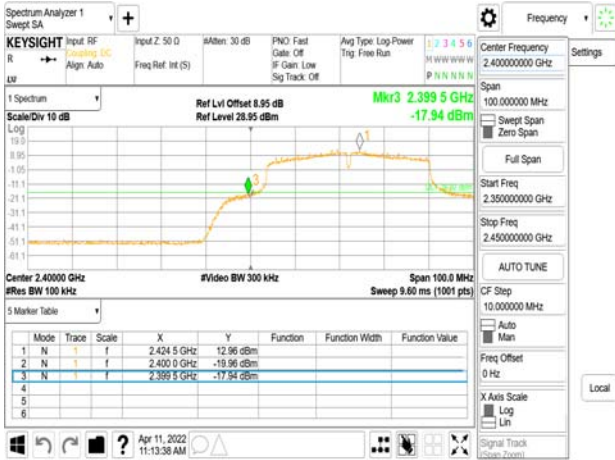 Spectrum Analyzer 1
Swept SA
Frequency
Settings
KEYSIGHT
R
Input: RF
Coupling: DC
Align: Auto
Input Z: 50 Ω
Freq Ref: Int (S)
#Atten: 30 dB
PNO: Fast
Gate: Off
IF Gain: Low
Sig Track: Off
Avg Type: Log-Power
Trig: Free Run
1 2 3 4 5 6
M W W W W W
P N N N N N
1 Spectrum
Scale/Div 10 dB
Log
Ref Lvl Offset 8.95 dB
Ref Level 28.95 dBm
Mkr3 2.399 5 GHz
-17.94 dBm
19.0
8.95
-1.05
-11.1
-21.1
-31.1
-41.1
-51.1
-61.1
1
3
Center 2.40000 GHz
#Res BW 100 kHz
#Video BW 300 kHz
Span 100.0 MHz
Sweep 9.60 ms (1001 pts)
5 Marker Table
Mode Trace Scale X Y Function Function Width Function Value
1 N 1 f 2.424 5 GHz 12.96 dBm
2 N 1 f 2.400 0 GHz -19.96 dBm
3 N 1 f 2.399 5 GHz -17.94 dBm
4
5
6
Center Frequency
2.400000000 GHz
Span
100.000000 MHz
Swept Span
Zero Span
Full Span
Start Freq
2.350000000 GHz
Stop Freq
2.450000000 GHz
AUTO TUNE
CF Step
10.000000 MHz
Auto
Man
Freq Offset
0 Hz
X Axis Scale
Log
Lin
Signal Track
(Span Zoom)
Local
Apr 11, 2022
11:13:38 AM